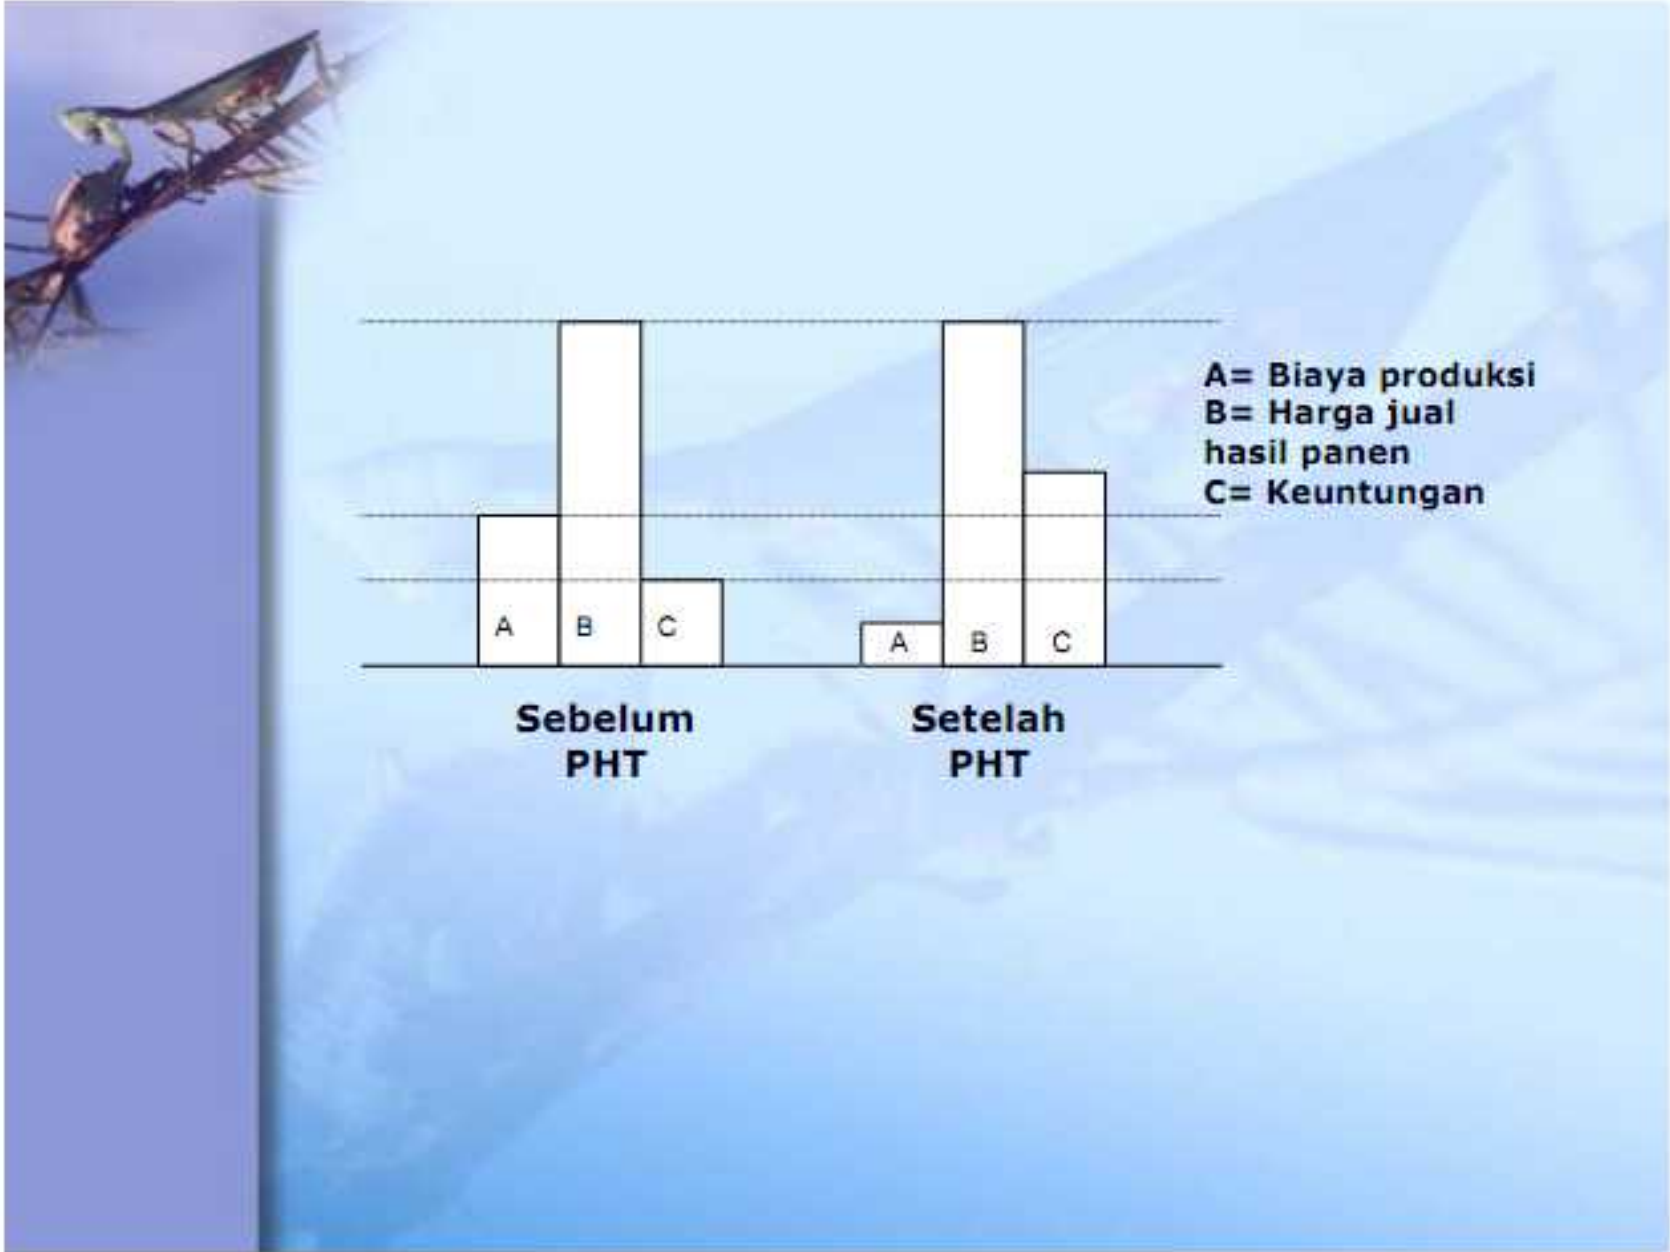 A= Biaya produksi
B= Harga jual
hasil panen
C= Keuntungan
A
B
C
A
B
C
Sebelum
PHT
Setelah
PHT